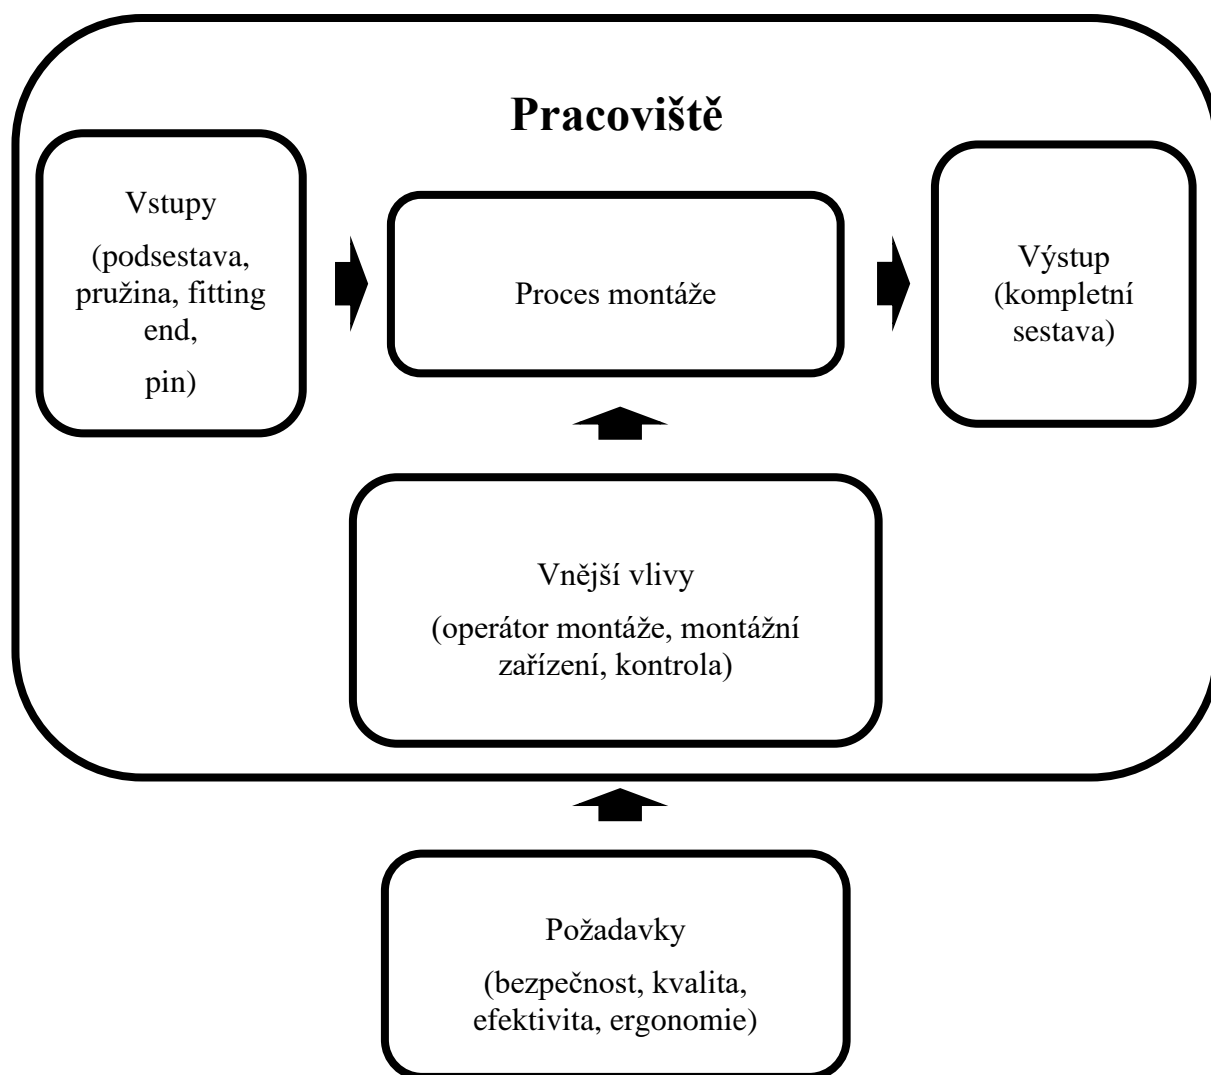 Pracoviště
Vstupy
(podsestava,
pružina, fitting
end,
pin)
Proces montáže
Výstup
(kompletní
sestava)
Vnější vlivy
(operátor montáže, montážní
zařízení, kontrola)
Požadavky
(bezpečnost, kvalita,
efektivita, ergonomie)